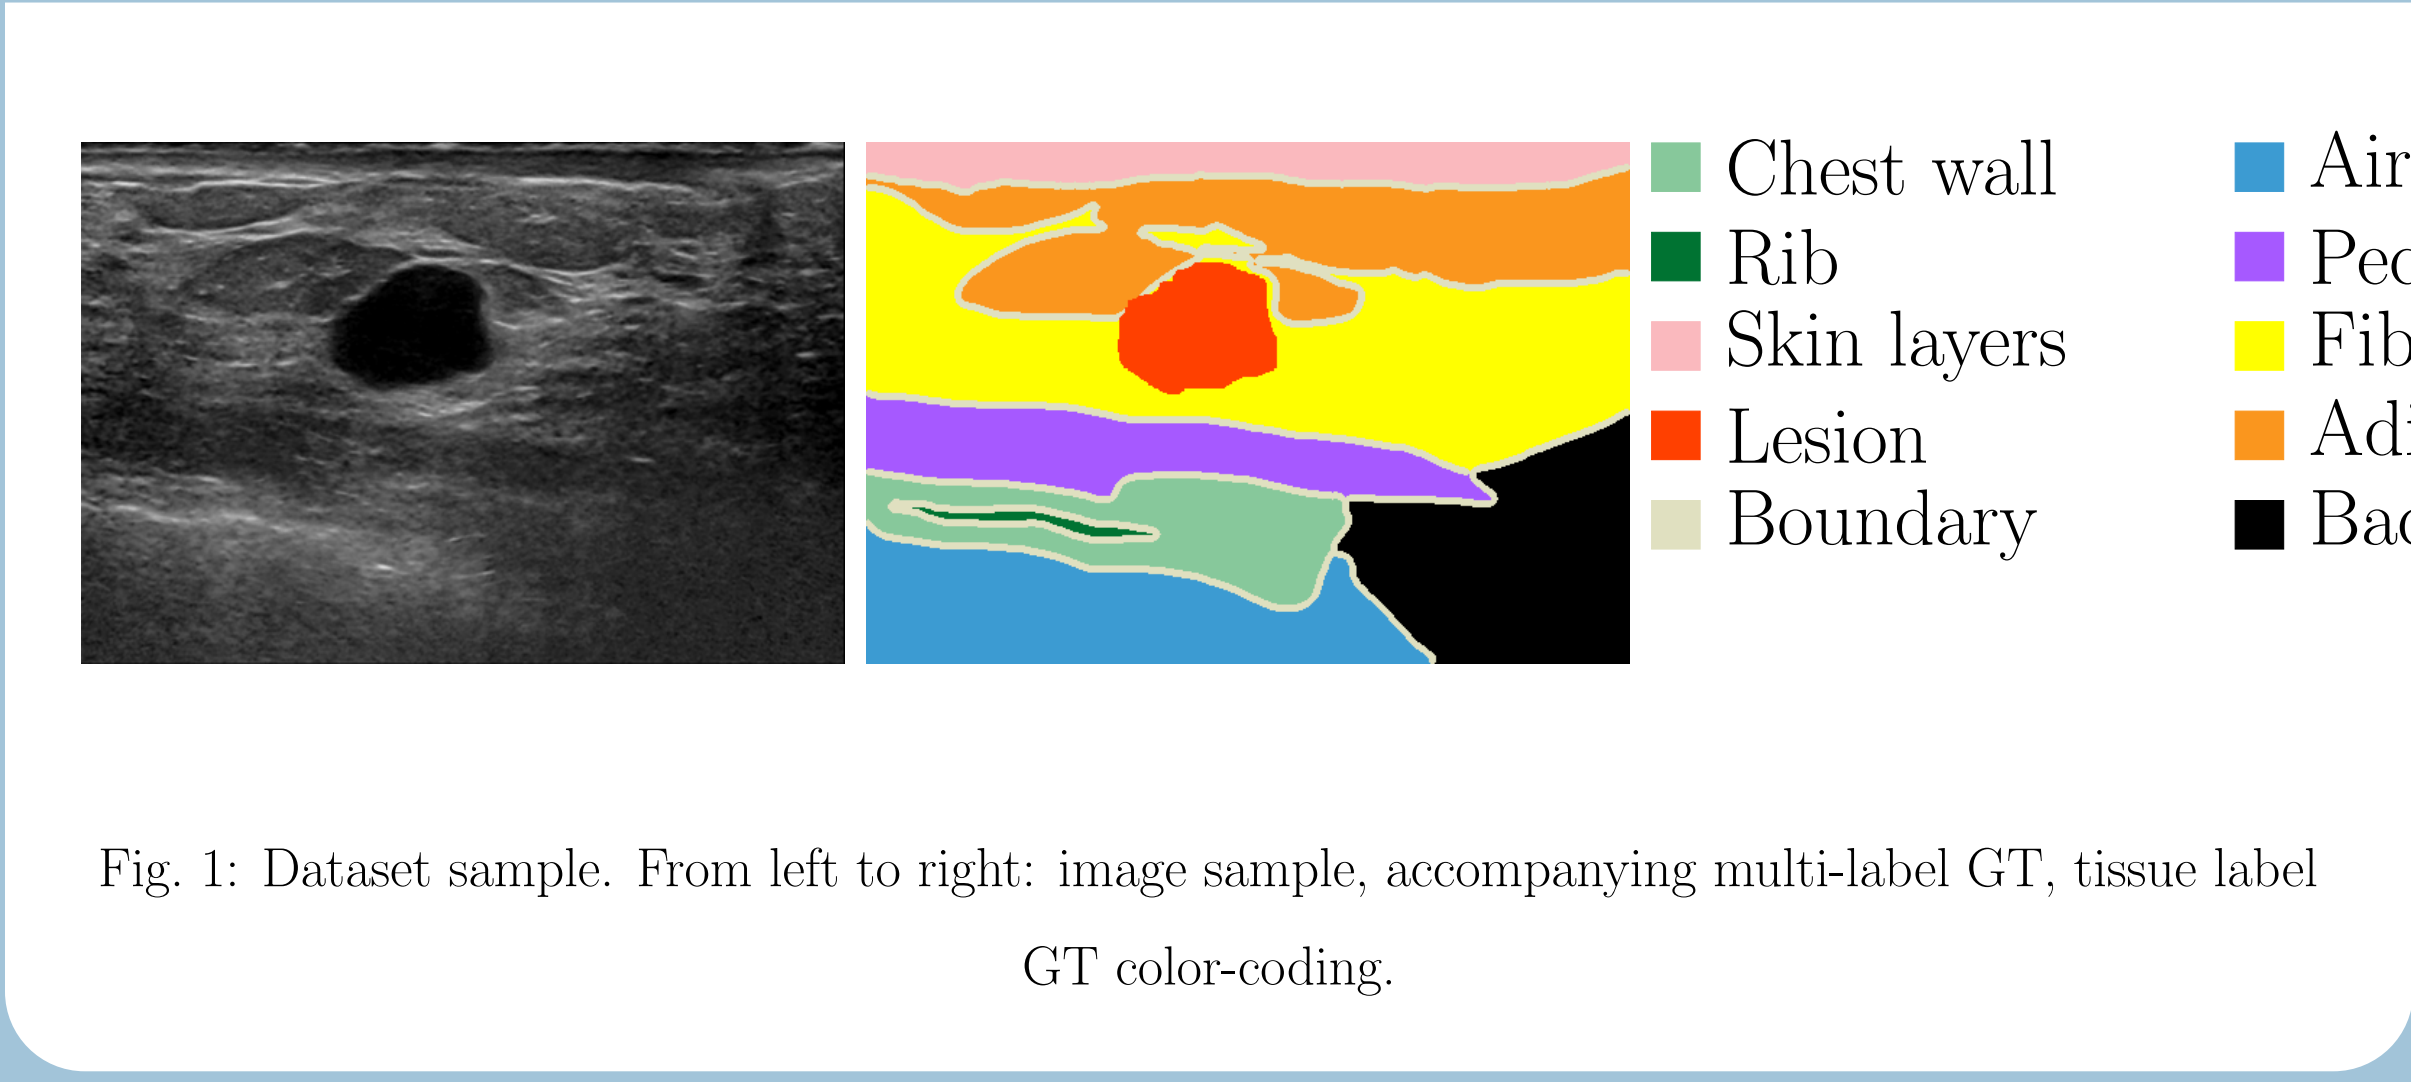 Chest wall
Air
Rib
Skin layers
Lesion
Boundary
Fig. 1: Dataset sample. From left to right: image sample, accompanying multi-label GT, tissue label
GT color-coding.